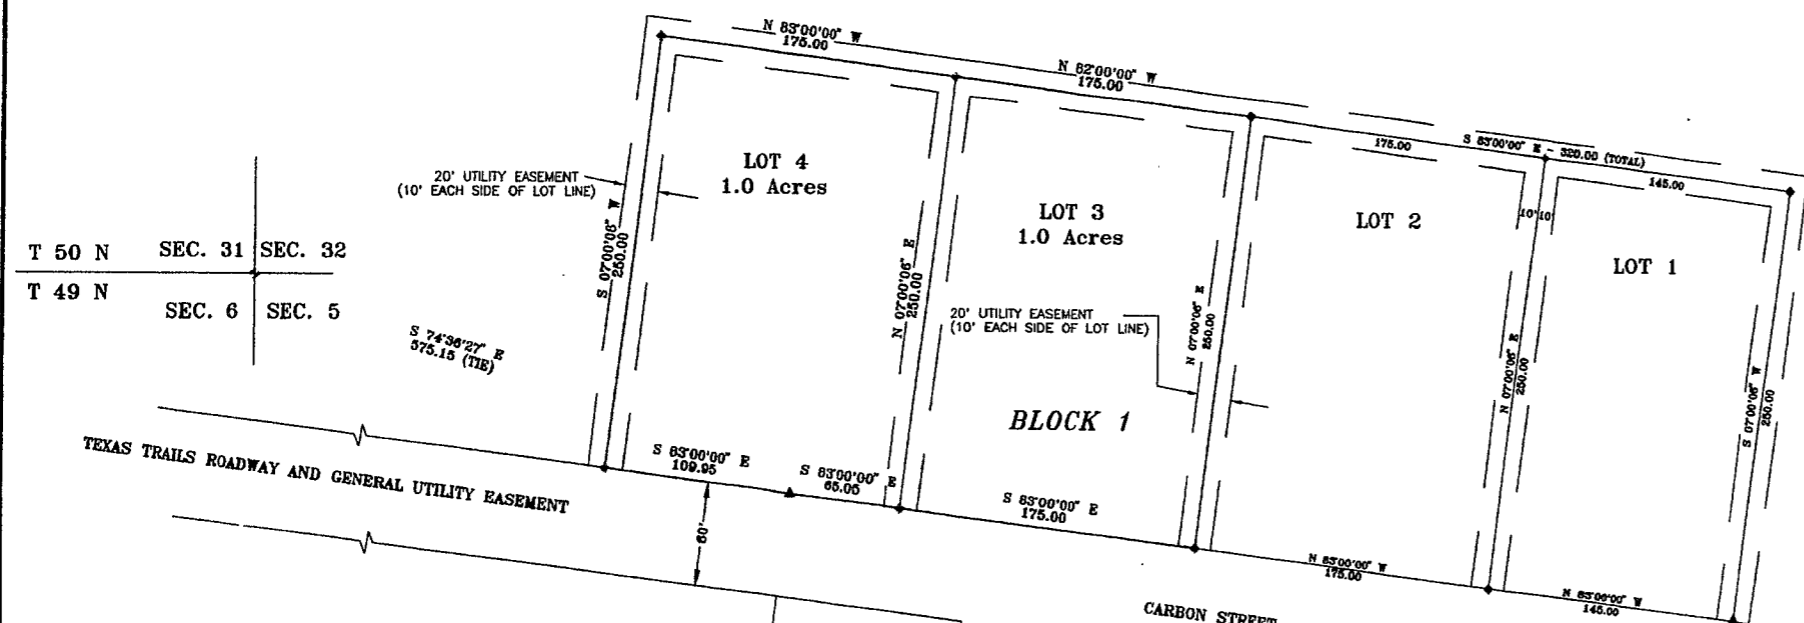 N 83°00'00" W
175.00
N 82°00'00" W
175.00
175.00
S 83°00'00" E - 320.00 (TOTAL)
145.00
20' UTILITY EASEMENT
(10' EACH SIDE OF LOT LINE)
LOT 4
1.0 Acres
LOT 3
1.0 Acres
LOT 2
10' 10'
LOT 1
T 50 N
SEC. 31
SEC. 32
T 49 N
SEC. 6
SEC. 5
S 07°00'06" W
250.00
N 07°00'06" E
250.00
20' UTILITY EASEMENT
(10' EACH SIDE OF LOT LINE)
N 07°00'06" E
250.00
N 07°00'06" E
250.00
S 07°00'06" W
250.00
S 74°36'27" E
575.15 (TIE)
BLOCK 1
TEXAS TRAILS ROADWAY AND GENERAL UTILITY EASEMENT
S 83°00'00" E
109.95
S 83°00'00" E
65.05
S 83°00'00" E
175.00
60'
N 83°00'00" W
175.00
N 83°00'00" W
145.00
CARBON STREET